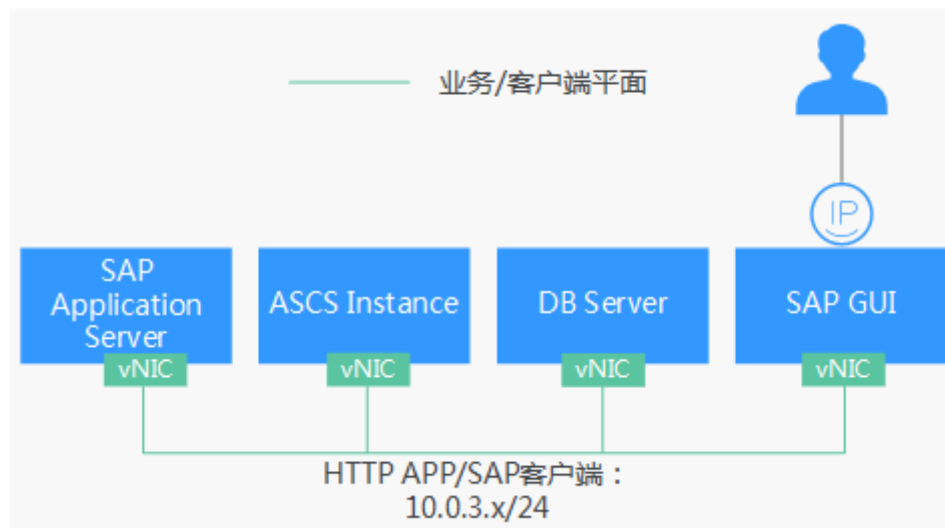 业务/客户端平面
IP
SAP
Application
Server
ASCS Instance
DB Server
SAP GUI
vNIC
vNIC
vNIC
vNIC
HTTP APP/SAP客户端：
10.0.3.x/24